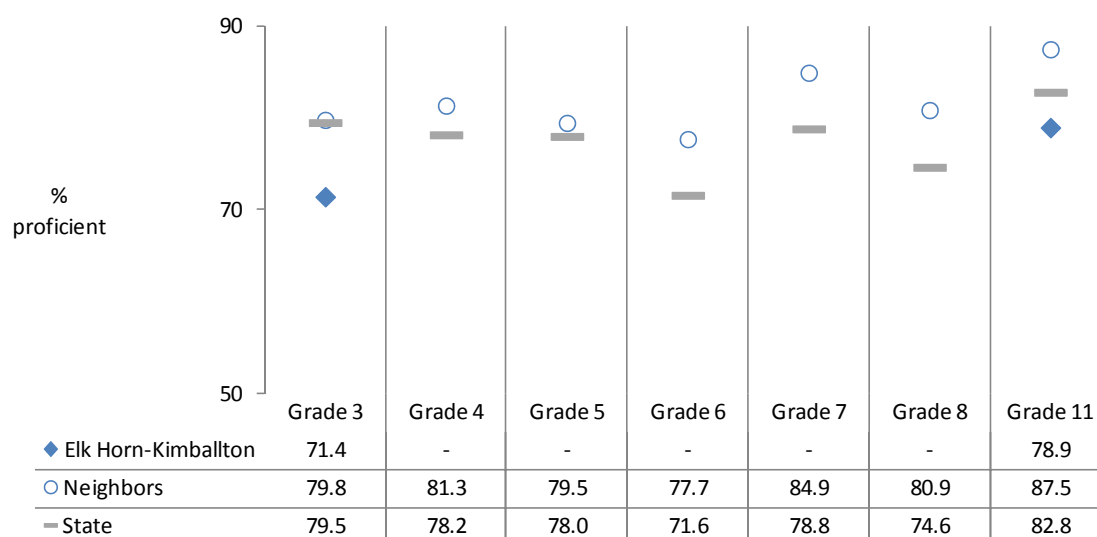 90
%
proficient
70
50
Grade 3 Grade 4 Grade 5 Grade 6 Grade 7 Grade 8 Grade 11
Elk Horn-Kimballton 71.4 - - - - - 78.9
Neighbors 79.8 81.3 79.5 77.7 84.9 80.9 87.5
State 79.5 78.2 78.0 71.6 78.8 74.6 82.8